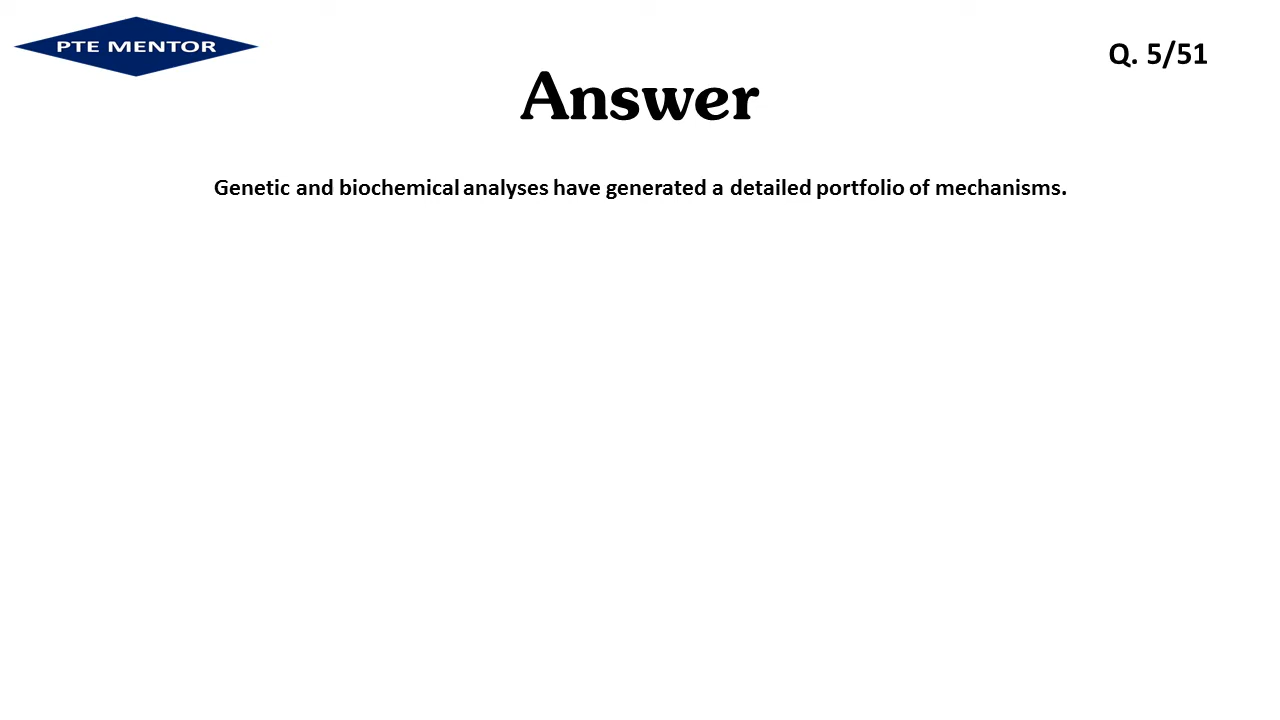 PTE MENTOR
Q. 5/51
Answer
Genetic and biochemical analyses have generated a detailed portfolio of mechanisms.